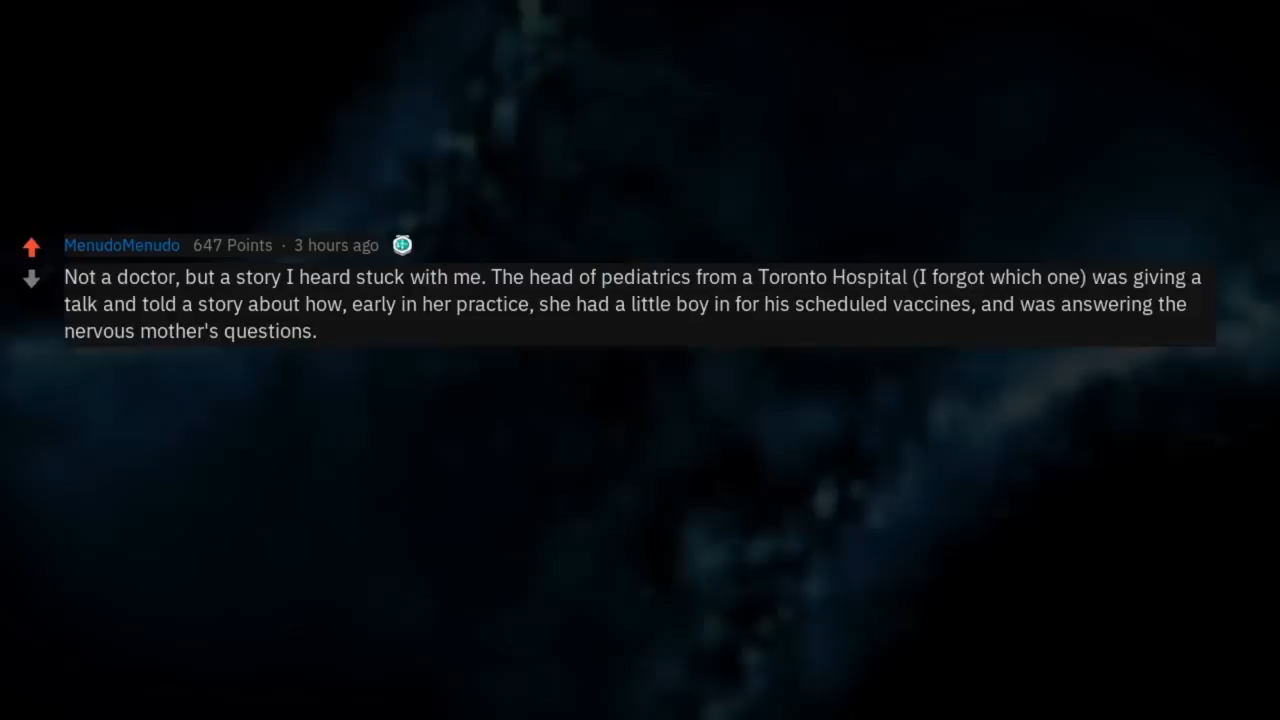 MenudoMenudo 647 Points · 3 hours ago
Not a doctor, but a story I heard stuck with me. The head of pediatrics from a Toronto Hospital (I forgot which one) was giving a
talk and told a story about how, early in her practice, she had a little boy in for his scheduled vaccines, and was answering the
nervous mother's questions.